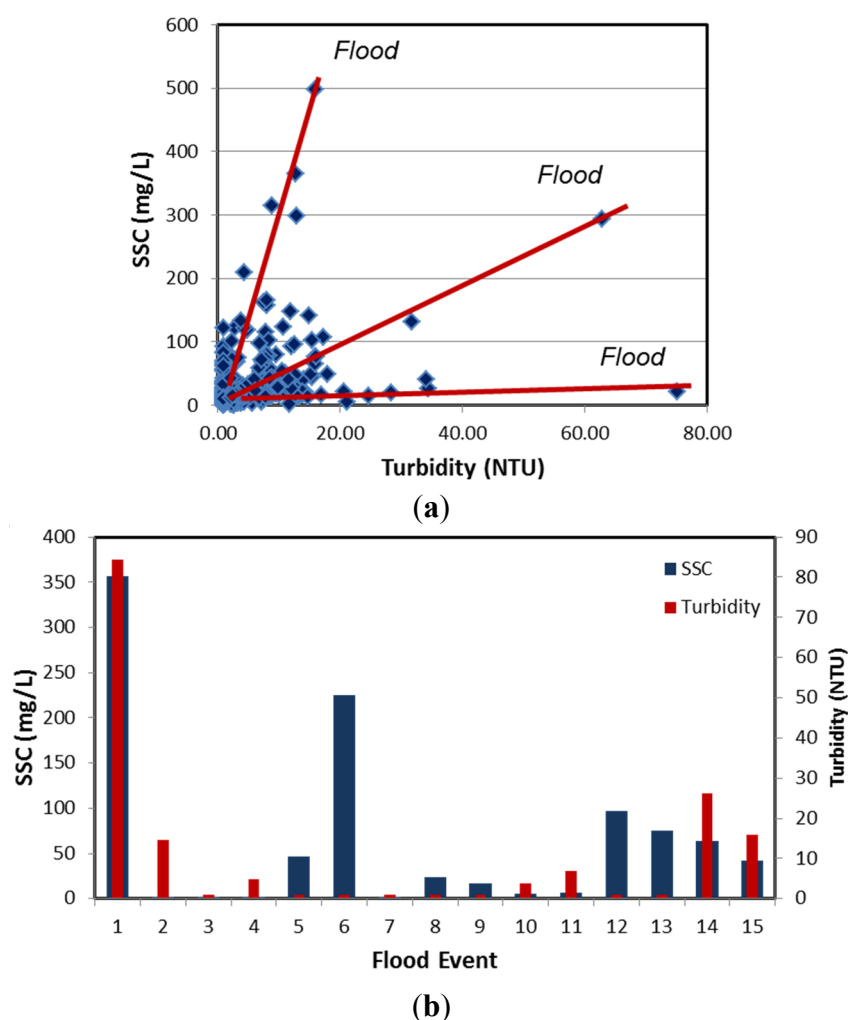 600
500
400
300
200
100
0
SSC (mg/L)
Flood
Flood
Flood
0.00 20.00 40.00 60.00 80.00
Turbidity (NTU)
(a)
400
350
300
250
200
150
100
50
0
SSC (mg/L)
SSC
Turbidity
90
80
70
60
50
40
30
20
10
0
Turbidity (NTU)
1 2 3 4 5 6 7 8 9 10 11 12 13 14 15
Flood Event
(b)